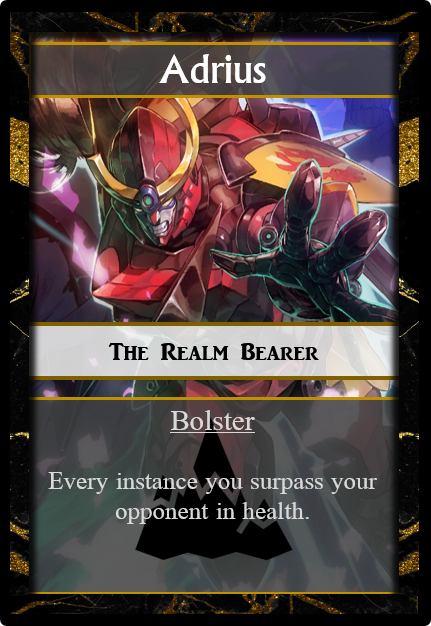 Adrius
The Realm Bearer
Bolster
Every instance you surpass your
opponent in health.